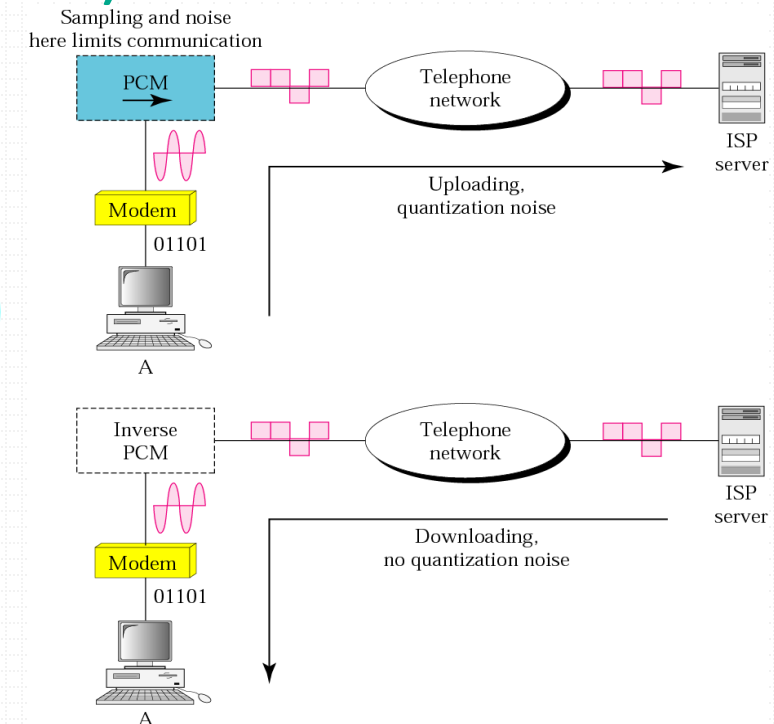 Sampling and noise
here limits communication
PCM
Telephone
network
ISP
server
Uploading,
quantization noise
Modem
01101
A
Inverse
PCM
Telephone
network
ISP
server
Downloading,
no quantization noise
Modem
01101
A